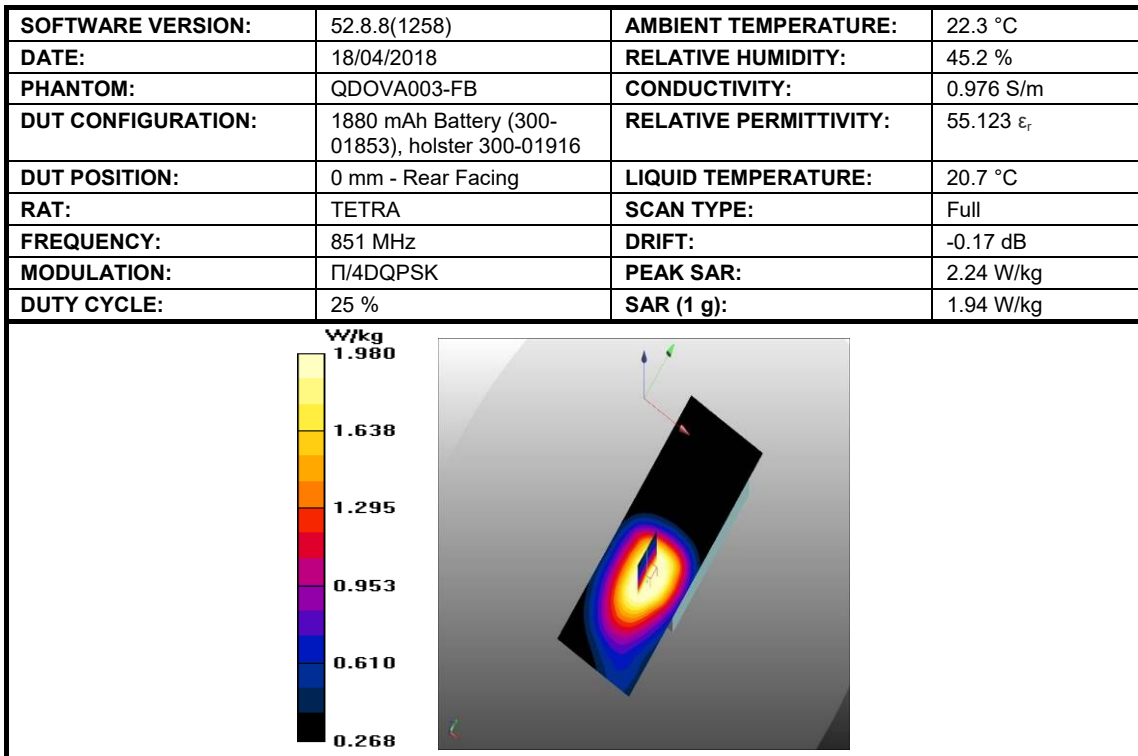 SOFTWARE VERSION: 52.8.8(1258) AMBIENT TEMPERATURE: 22.3 °C
DATE: 18/04/2018 RELATIVE HUMIDITY: 45.2 %
PHANTOM: QDOVA003-FB CONDUCTIVITY: 0.976 S/m
DUT CONFIGURATION: 1880 mAh Battery (300-
01853), holster 300-01916 RELATIVE PERMITTIVITY: 55.123 εr
DUT POSITION: 0 mm - Rear Facing LIQUID TEMPERATURE: 20.7 °C
RAT: TETRA SCAN TYPE: Full
FREQUENCY: 851 MHz DRIFT: -0.17 dB
MODULATION: Π/4DQPSK PEAK SAR: 2.24 W/kg
DUTY CYCLE: 25 % SAR (1 g): 1.94 W/kg
W/kg
1.980
1.638
1.295
0.953
0.610
0.268